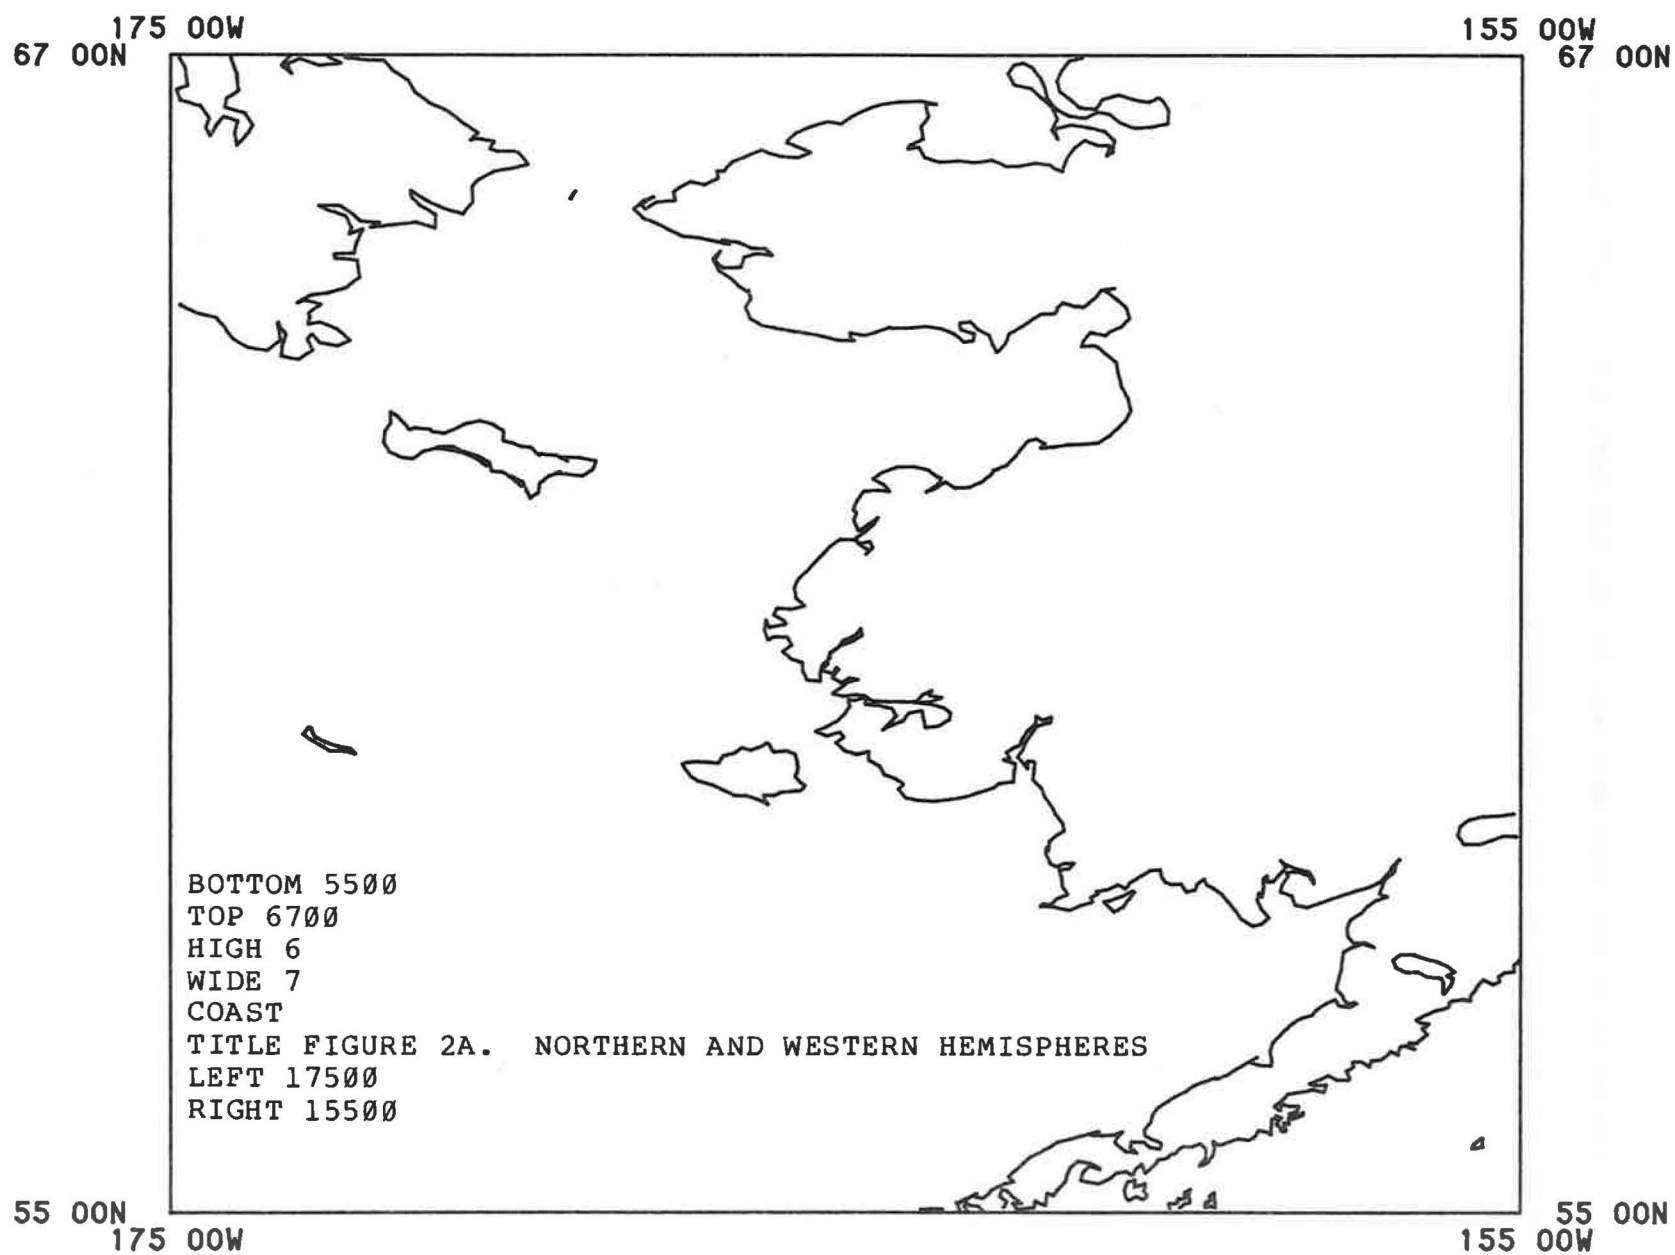 175 00W
155 00W
67 00N
67 00N
BOTTOM 5500
TOP 6700
HIGH 6
WIDE 7
COAST
TITLE FIGURE 2A. NORTHERN AND WESTERN HEMISPHERES
LEFT 17500
RIGHT 15500
55 00N
55 00N
175 00W
155 00W